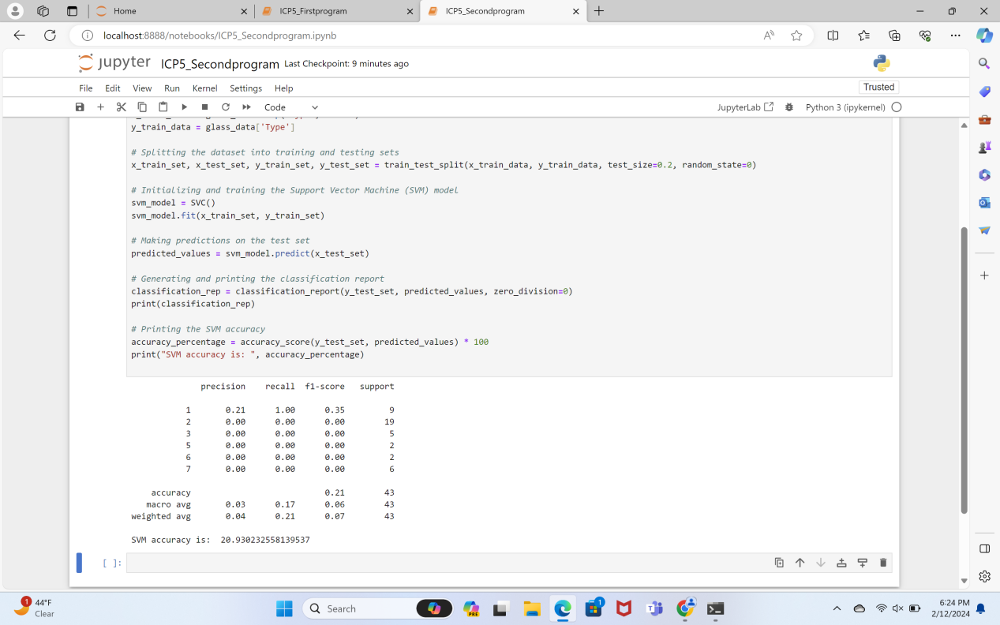 Home
ICP5_Firstprogram
ICP5_Secondprogram
localhost:8888/notebooks/ICP5_Secondprogram.ipynb
jupyter ICP5_Secondprogram Last Checkpoint: 9 minutes ago
File Edit View Run Kernel Settings Help
Trusted
Code
JupyterLab
Python 3 (ipykernel)
y_train_data = glass_data['Type']
# Splitting the dataset into training and testing sets
x_train_set, x_test_set, y_train_set, y_test_set = train_test_split(x_train_data, y_train_data, test_size=0.2, random_state=0)
# Initializing and training the Support Vector Machine (SVM) model
svm_model = SVC()
svm_model.fit(x_train_set, y_train_set)
# Making predictions on the test set
predicted_values = svm_model.predict(x_test_set)
# Generating and printing the classification report
classification_rep = classification_report(y_test_set, predicted_values, zero_division=0)
print(classification_rep)
# Printing the SVM accuracy
accuracy_percentage = accuracy_score(y_test_set, predicted_values) * 100
print("SVM accuracy is: ", accuracy_percentage)
precision recall f1-score support
1 0.21 1.00 0.35 9
2 0.00 0.00 0.00 19
3 0.00 0.00 0.00 5
5 0.00 0.00 0.00 2
6 0.00 0.00 0.00 2
7 0.00 0.00 0.00 6
accuracy 0.21 43
macro avg 0.03 0.17 0.06 43
weighted avg 0.04 0.21 0.07 43
SVM accuracy is: 20.930232558139537
[ ]:
1
44°F
Clear
Search
PRE
1
6:24 PM
2/12/2024